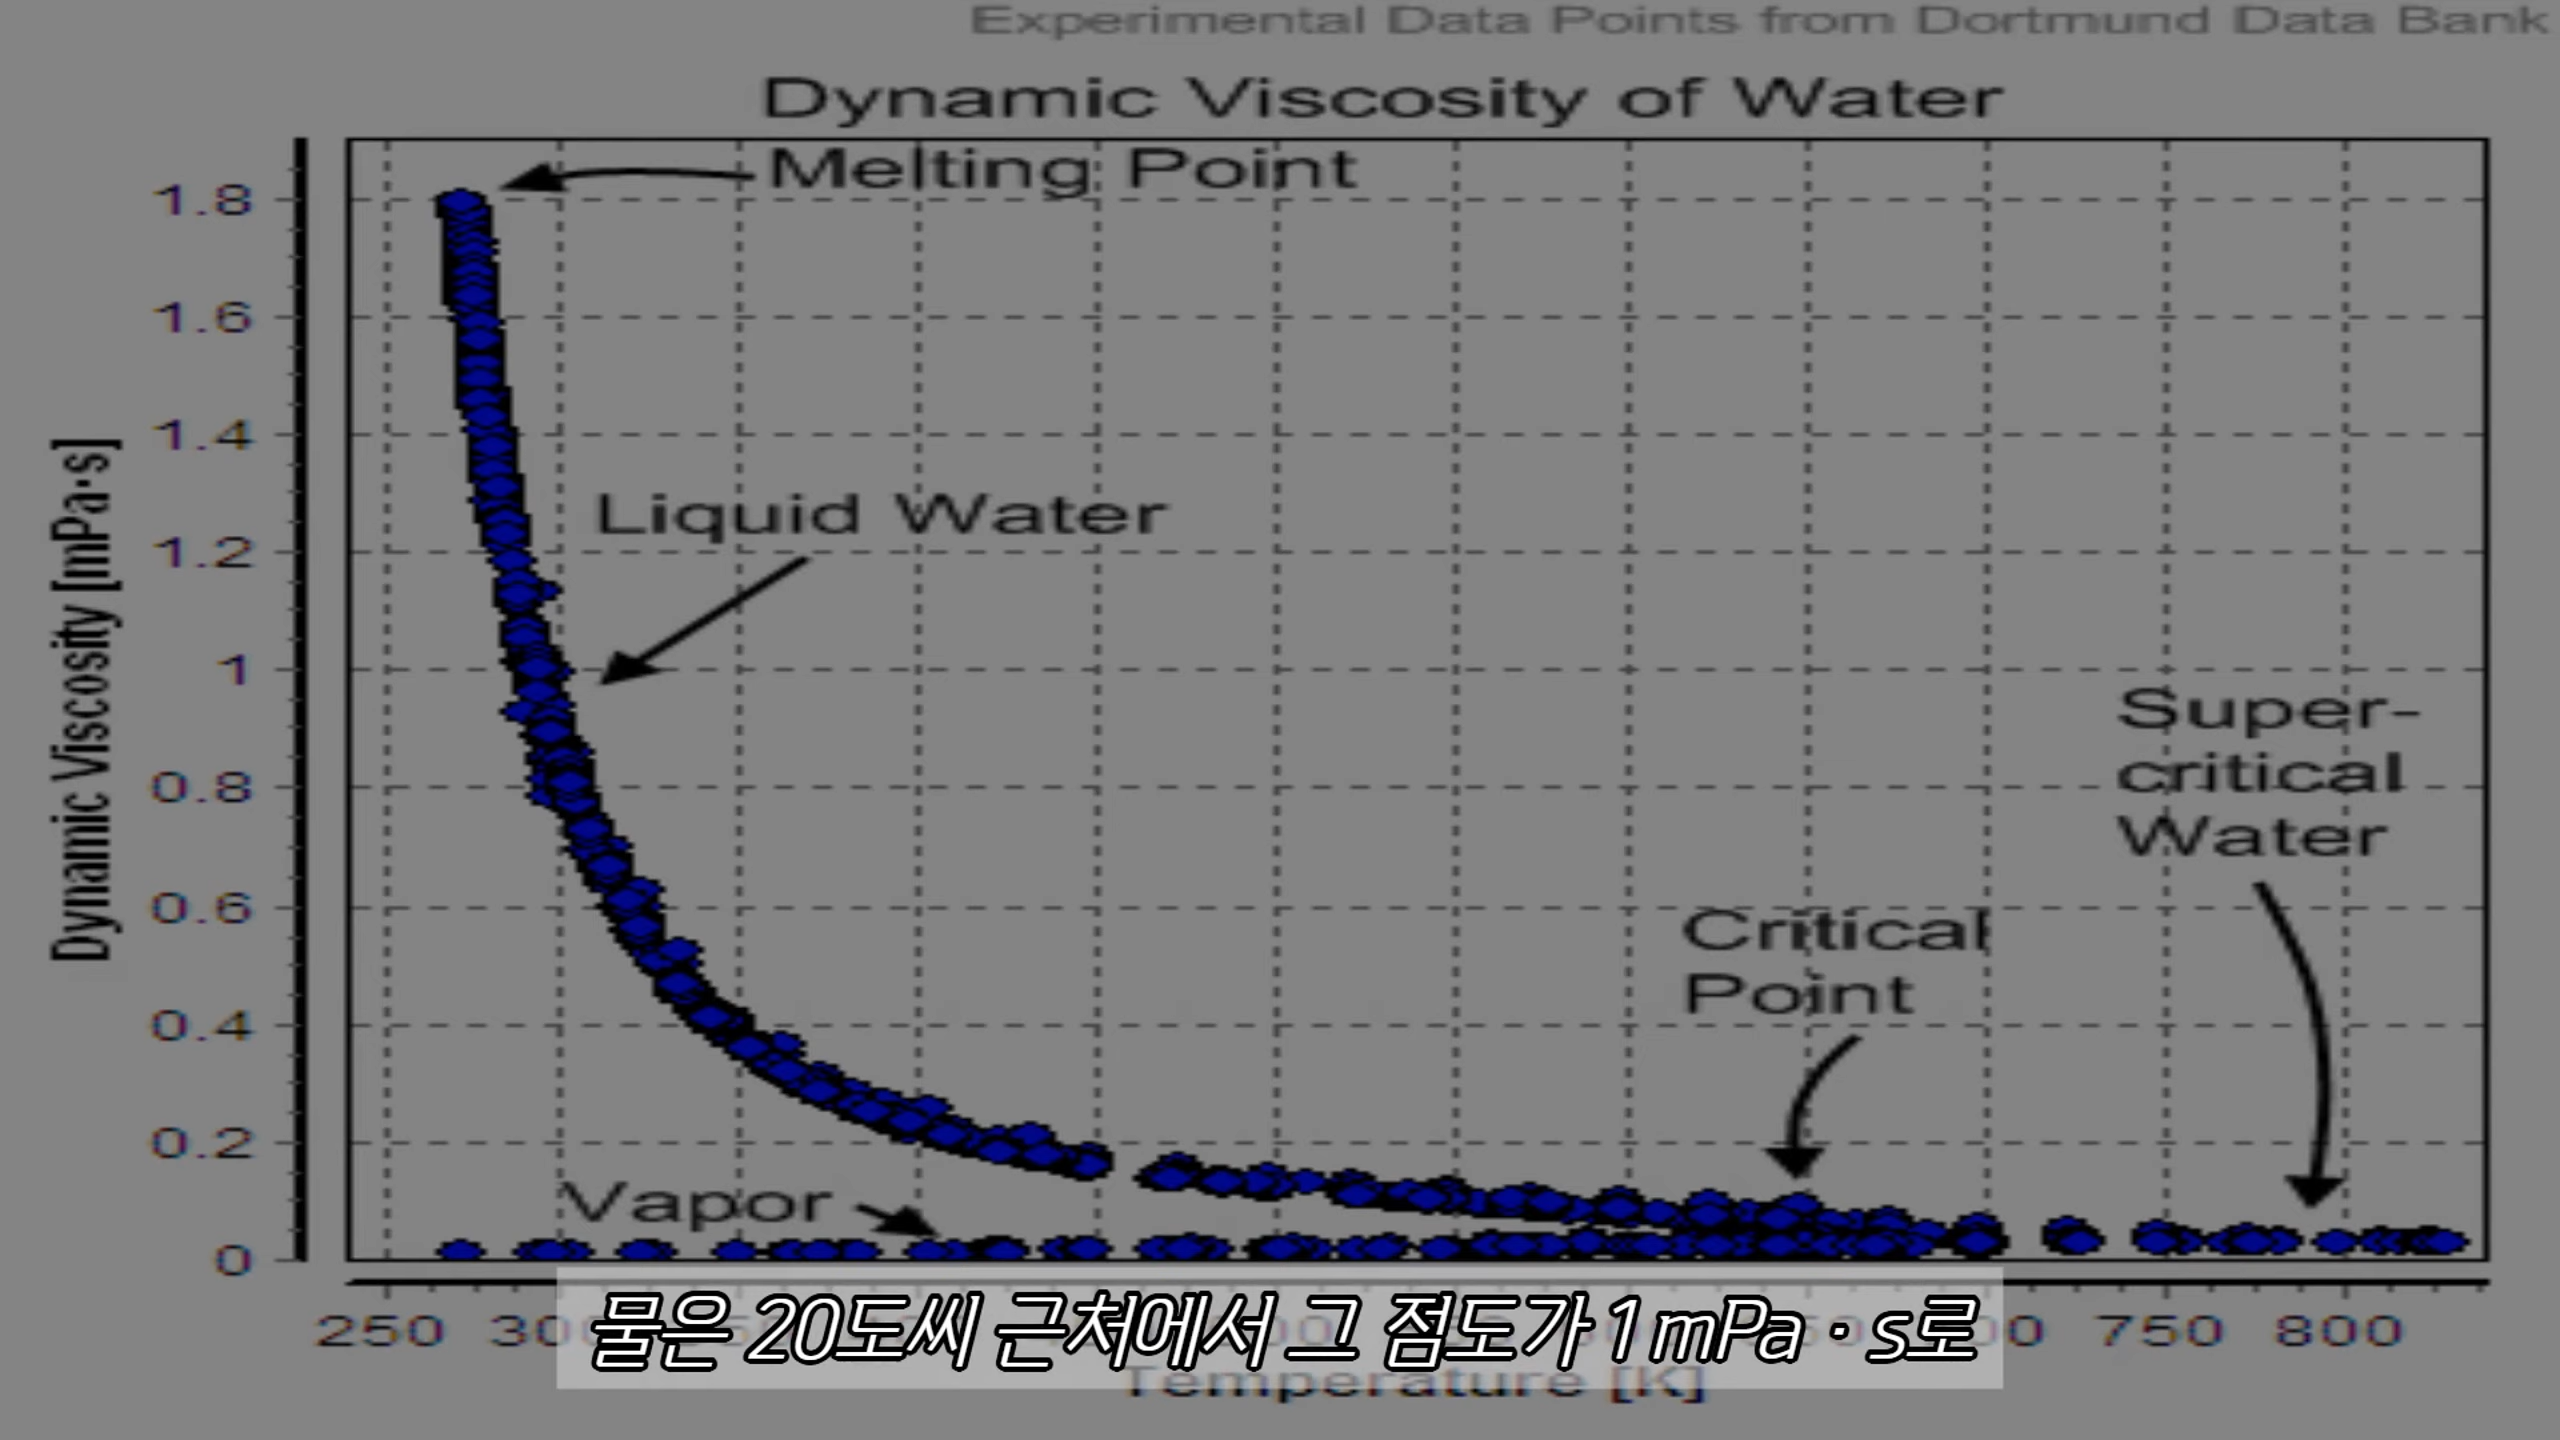 Experimental Data Points from Dortmund Data Bank
Dynamic Viscosity of Water
Melting Point
1.8
1.6
1.4
Liquid Water
1.2
1
Super-
critical
Water
0.8
0.6
Critical
Point
0.4
0.2
Vapor
0
Dynamic Viscosity [mPa·s]
250
750
800
물은 20도씨 근처에서 그 점도가 1mPa·s로
Temperature [K]